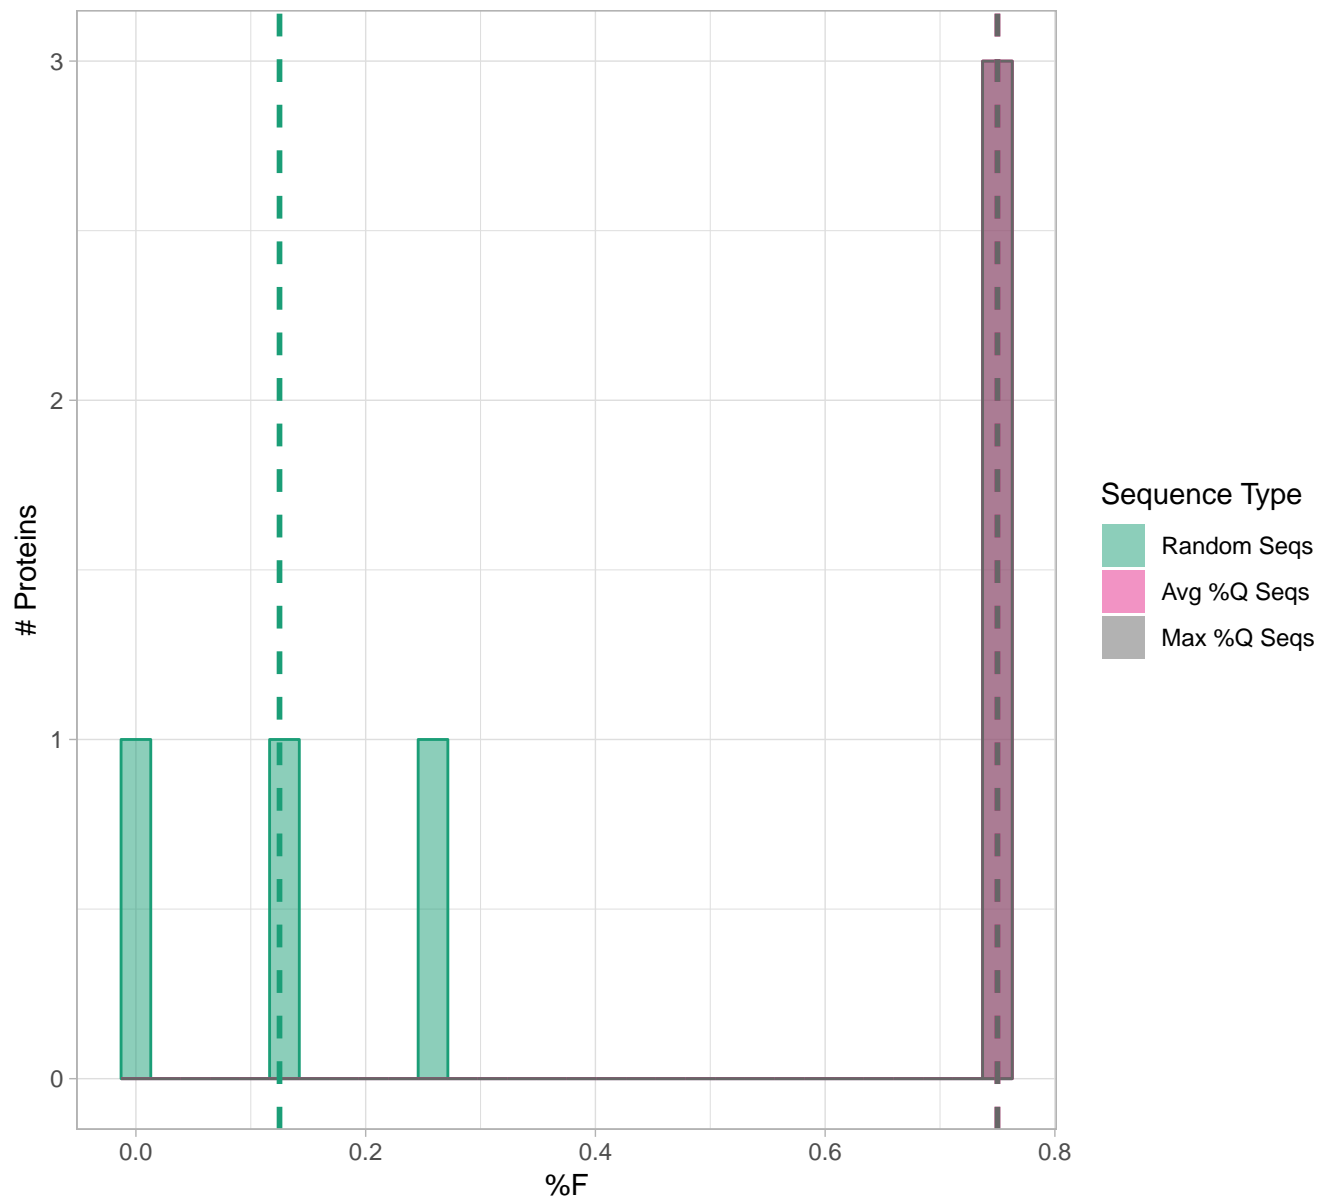 3
2
1
0
# Proteins
0.0 0.2 0.4 0.6 0.8
%F
Sequence Type
Random Seqs
Avg %Q Seqs
Max %Q Seqs